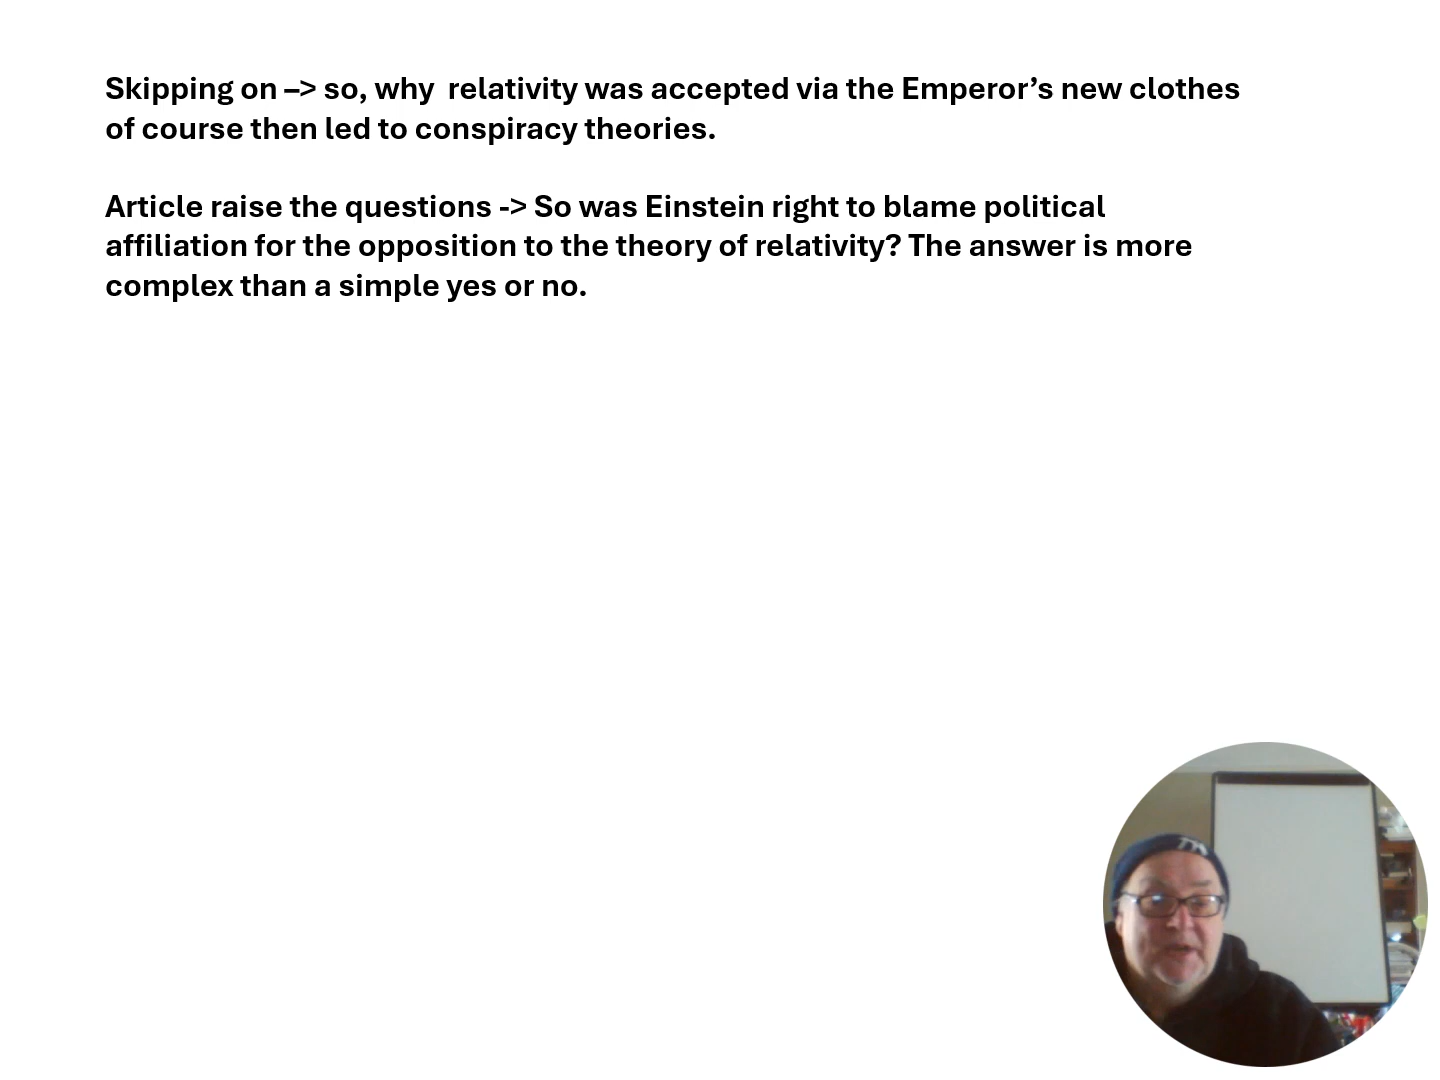 Skipping on –> so, why  relativity was accepted via the Emperor’s new clothes
of course then led to conspiracy theories.
Article raise the questions -> So was Einstein right to blame political
affiliation for the opposition to the theory of relativity? The answer is more
complex than a simple yes or no.